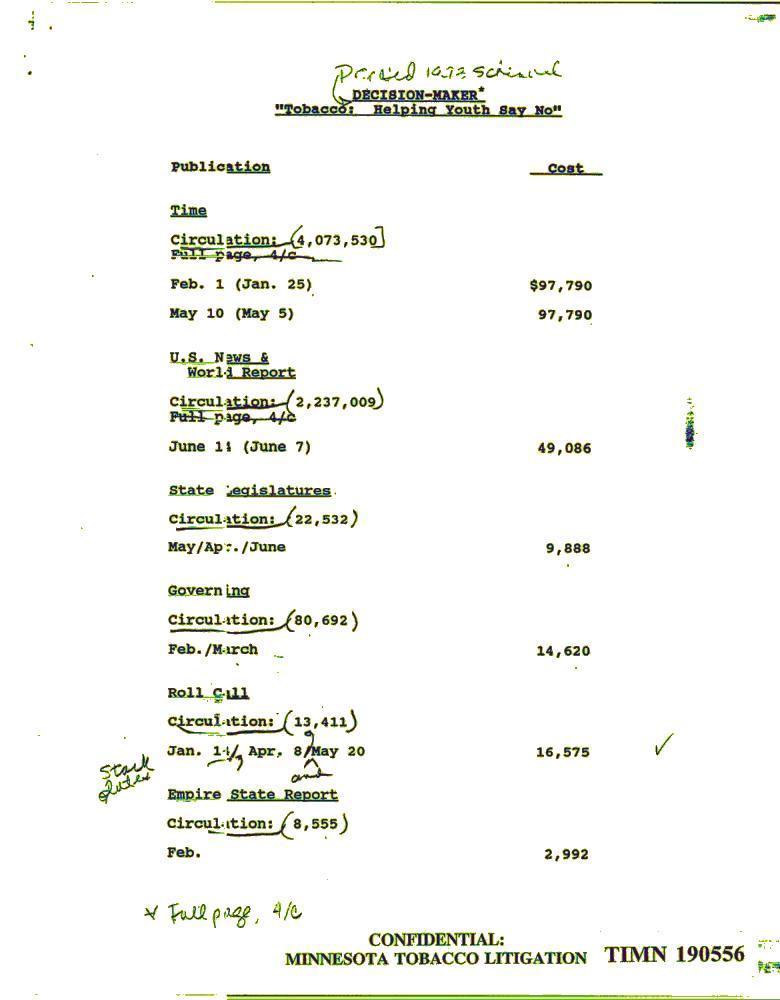 DECISION-MAKER*
"Tobacco: Helping Youth Say No"
Publication Cost
Time
Circulation: (4,073,530]
Full page, 4/c
Feb. 1 (Jan. 25) $97,790
May 10 (May 5) 97,790
U.S. News &
World Report
Circulation: (2,237,009)
Full page, 4/c
June 14 (June 7) 49,086
State Legislatures
Circulation: (22,532)
May/Apr./June 9,888
Governing
Circulation: (80,692)
Feb./March 14,620
Roll Call
Circulation: (13,411)
Jan. 14, Apr. 8, May 20 16,575 ✓
and
Empire State Report
Circulation: (8,555)
Feb. 2,992
* Full page, 4/c
CONFIDENTIAL:
MINNESOTA TOBACCO LITIGATION TIMN 190556